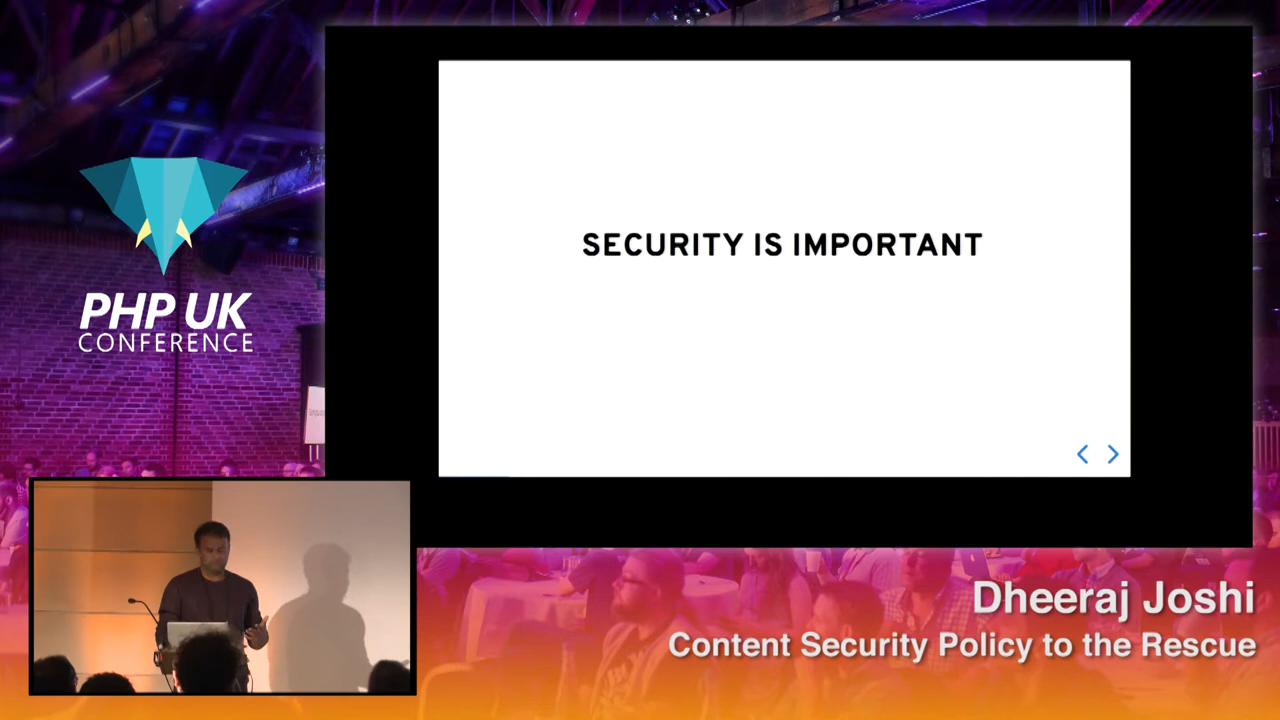 SECURITY IS IMPORTANT
PHP UK
CONFERENCE
Dheeraj Joshi
Content Security Policy to the Rescue